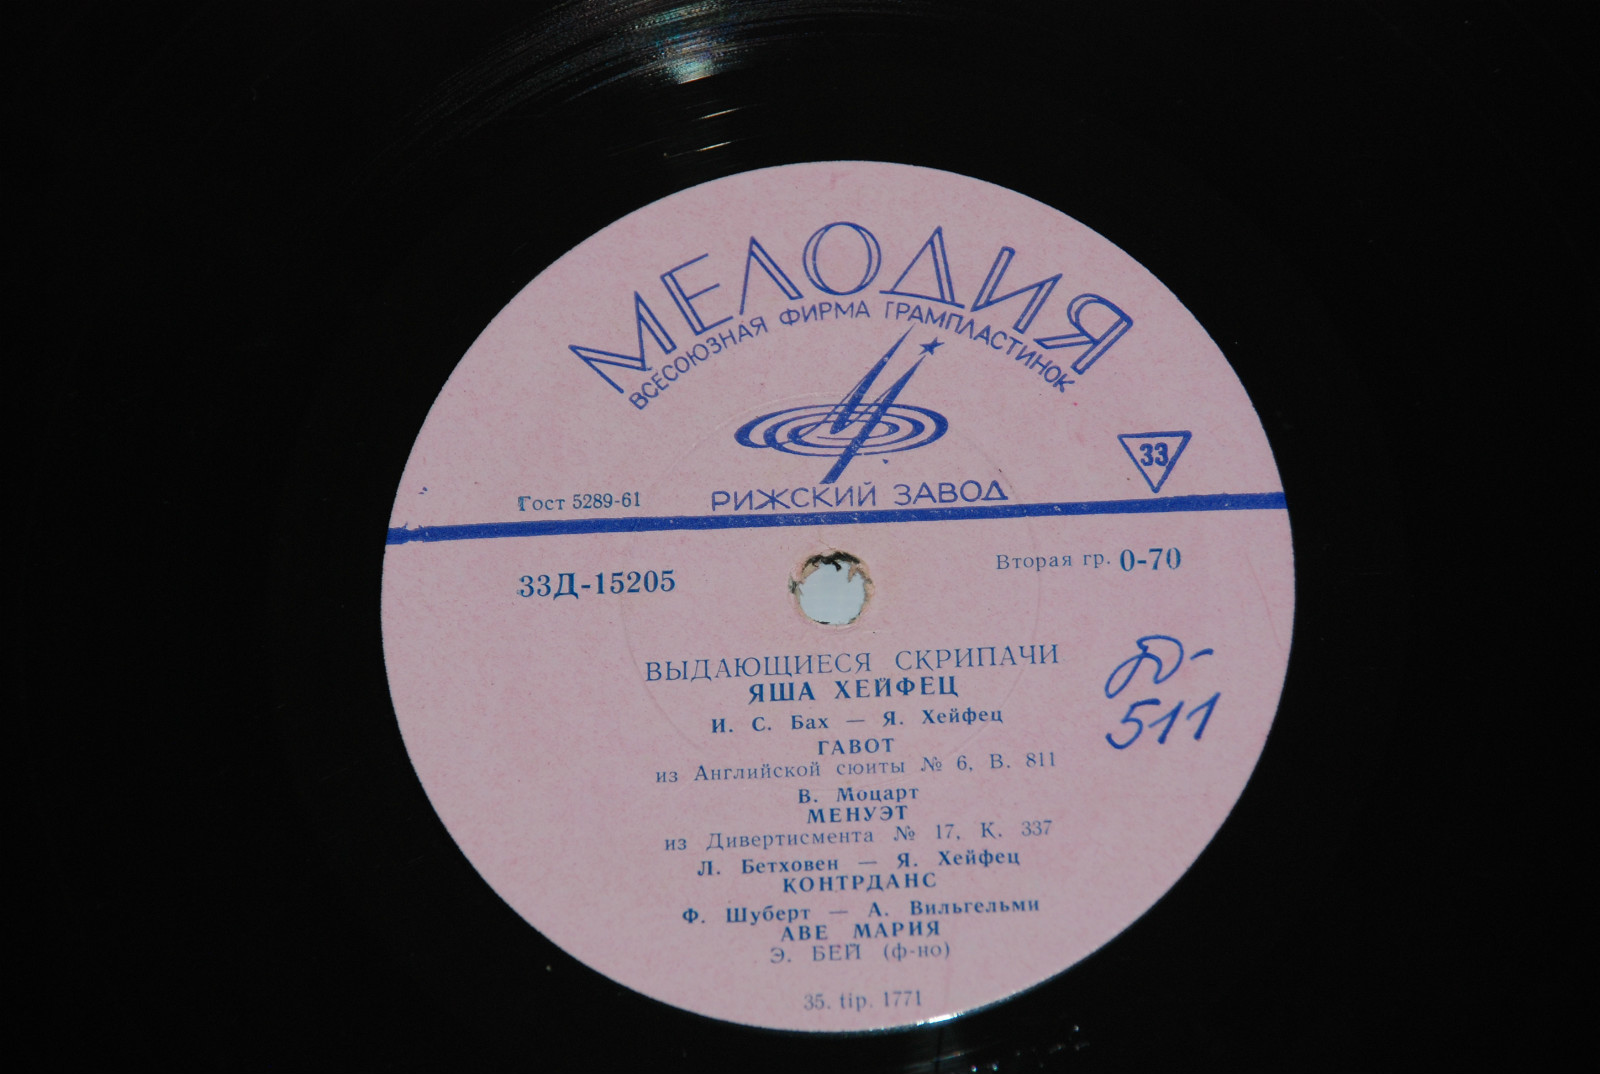 МЕЛОДИЯ
ВСЕСОЮЗНАЯ ФИРМА ГРАМПЛАСТИНОК
33
Гост 5289-61
РИЖСКИЙ ЗАВОД
33Д-15205
Вторая гр. 0-70
ВЫДАЮЩИЕСЯ СКРИПАЧИ
ЯША ХЕЙФЕЦ
И. С. Бах — Я. Хейфец
ГАВОТ
из Английской сюиты № 6, В. 811
В. Моцарт
МЕНУЭТ
из Дивертисмента № 17, К. 337
Л. Бетховен — Я. Хейфец
КОНТРДАНС
Ф. Шуберт — А. Вильгельми
АВЕ МАРИЯ
Э. БЕЙ (ф-но)
35. tip. 1771
511